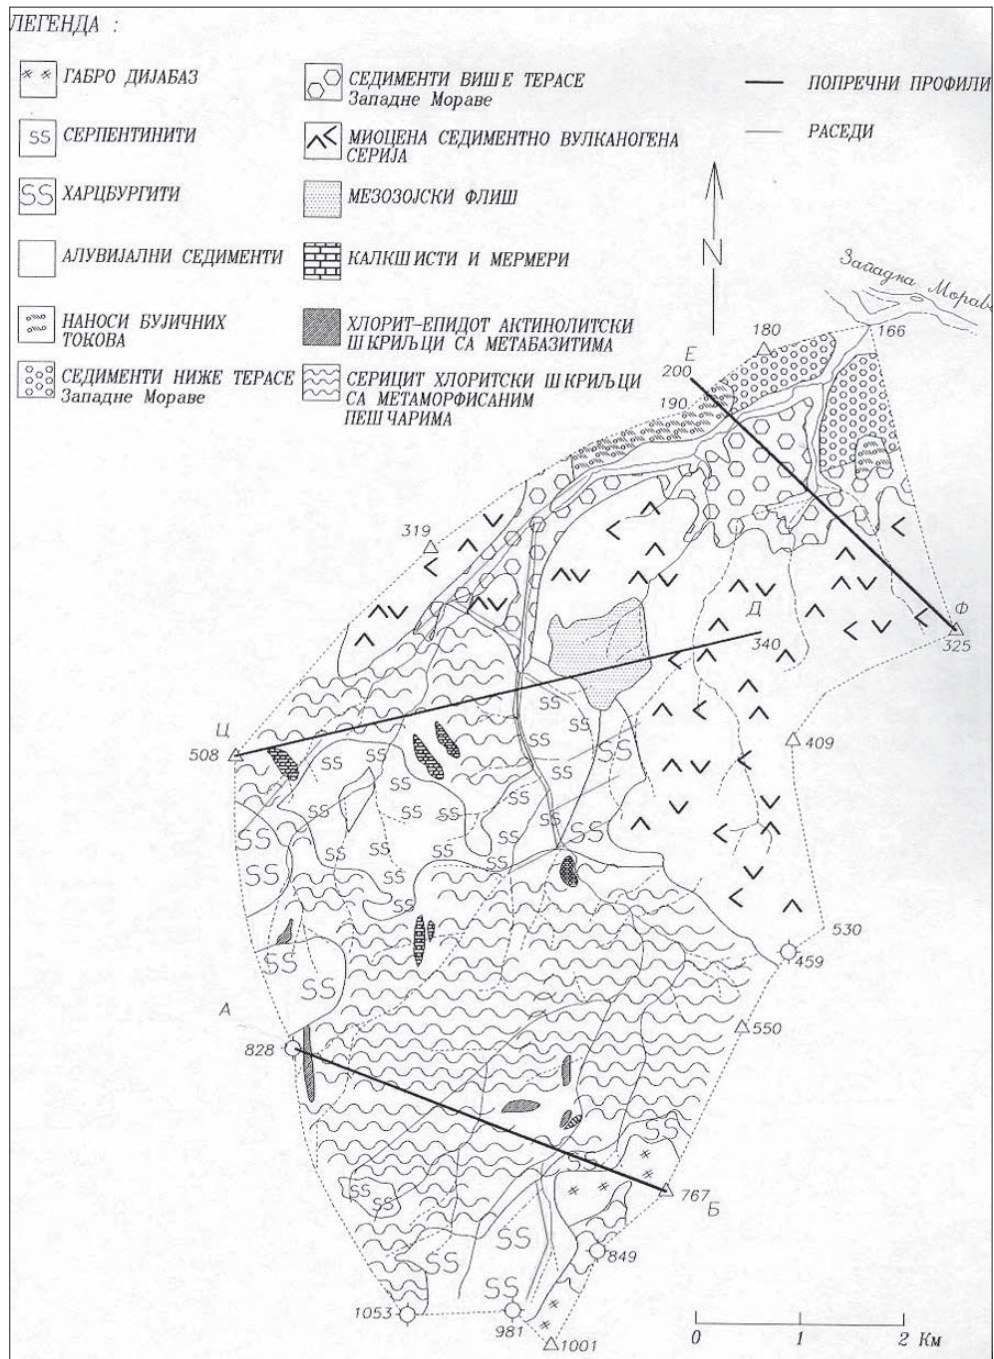 ЛЕГЕНДА :
ГАБРО ДИЈАБАЗ
СЕРПЕНТИНИТИ
ХАРЦБУРГИТИ
АЛУВИЈАЛНИ СЕДИМЕНТИ
НАНОСИ БУЈИЧНИХ
ТОКОВА
СЕДИМЕНТИ НИЖЕ ТЕРАСЕ
Западне Мораве
СЕДИМЕНТИ ВИШЕ ТЕРАСЕ
Западне Мораве
МИОЦЕНА СЕДИМЕНТНО ВУЛКАНОГЕНА
СЕРИЈА
МЕЗОЗОЈСКИ ФЛИШ
КАЛКШИСТИ И МЕРМЕРИ
ХЛОРИТ-ЕПИДОТ АКТИНОЛИТСКИ
ШКРИЉЦИ СА МЕТАБАЗИТИМА
СЕРИЦИТ ХЛОРИТСКИ ШКРИЉЦИ
СА МЕТАМОРФИСАНИМ
ПЕШЧАРИМА
ПОПРЕЧНИ ПРОФИЛИ
РАСЕДИ
N
Западна Морава
180
166
Е
200
190
319
Д
340
Ф
325
Ц
508
409
530
459
А
828
550
767
Б
849
1053
981
1001
0 1 2 Км